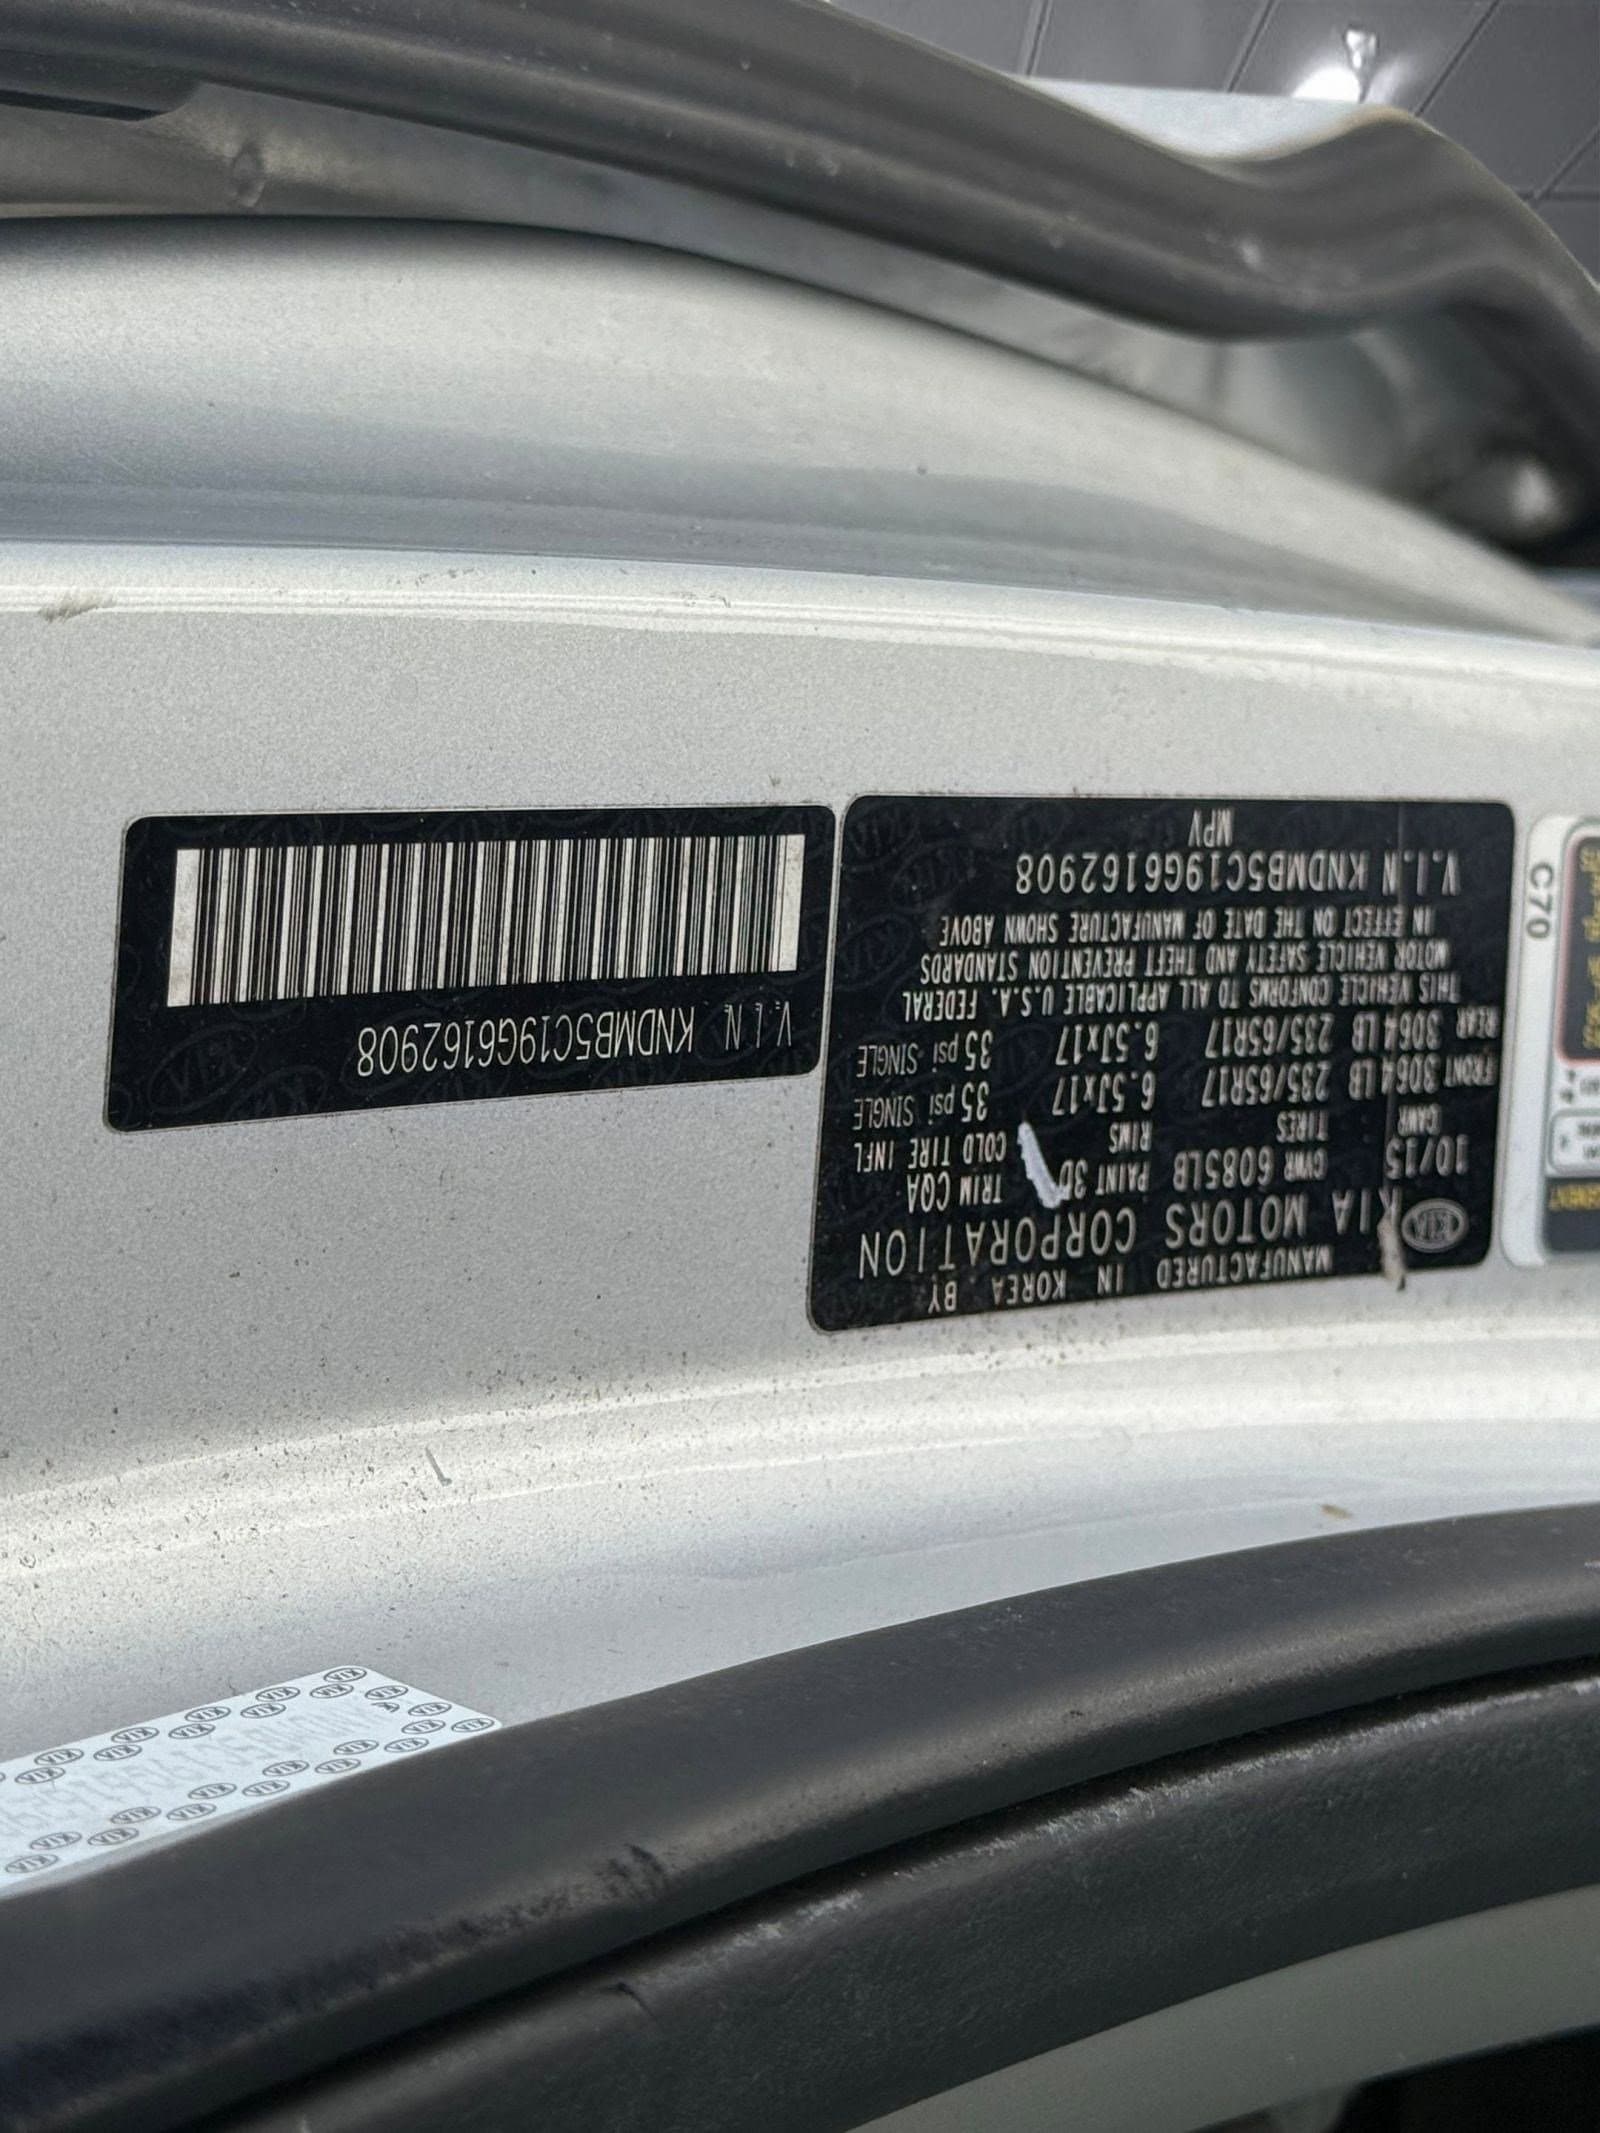 MANUFACTURED IN KOREA BY
KIA KIA MOTORS CORPORATION
10/15 GVWR 6085LB PAINT 3D TRIM CQA
GAWR TIRES RIMS COLD TIRE INFL
FRONT 3064LB 235/65R17 6.5Jx17 35 psi SINGLE
REAR 3064LB 235/65R17 6.5Jx17 35 psi SINGLE
THIS VEHICLE CONFORMS TO ALL APPLICABLE U.S.A. FEDERAL
MOTOR VEHICLE SAFETY AND THEFT PREVENTION STANDARDS
IN EFFECT ON THE DATE OF MANUFACTURE SHOWN ABOVE
V.I.N KNDMB5C19G6162908
MPV
V.I.N. KNDMB5C19G6162908
C70